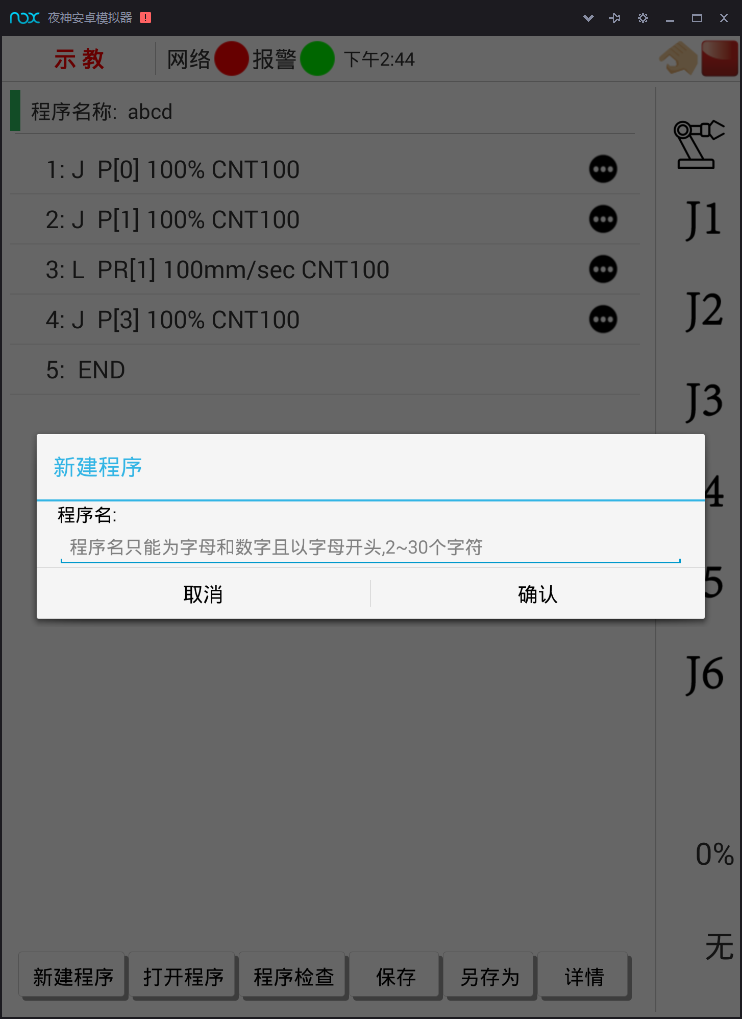 nox 夜神安卓模拟器
示教 网络 报警 下午2:44
程序名称: abcd
1: J P[0] 100% CNT100
2: J P[1] 100% CNT100
3: L PR[1] 100mm/sec CNT100
4: J P[3] 100% CNT100
5: END
J1
J2
J3
4
5
J6
新建程序
程序名:
程序名只能为字母和数字且以字母开头,2~30个字符
取消 确认
0%
无
新建程序 打开程序 程序检查 保存 另存为 详情